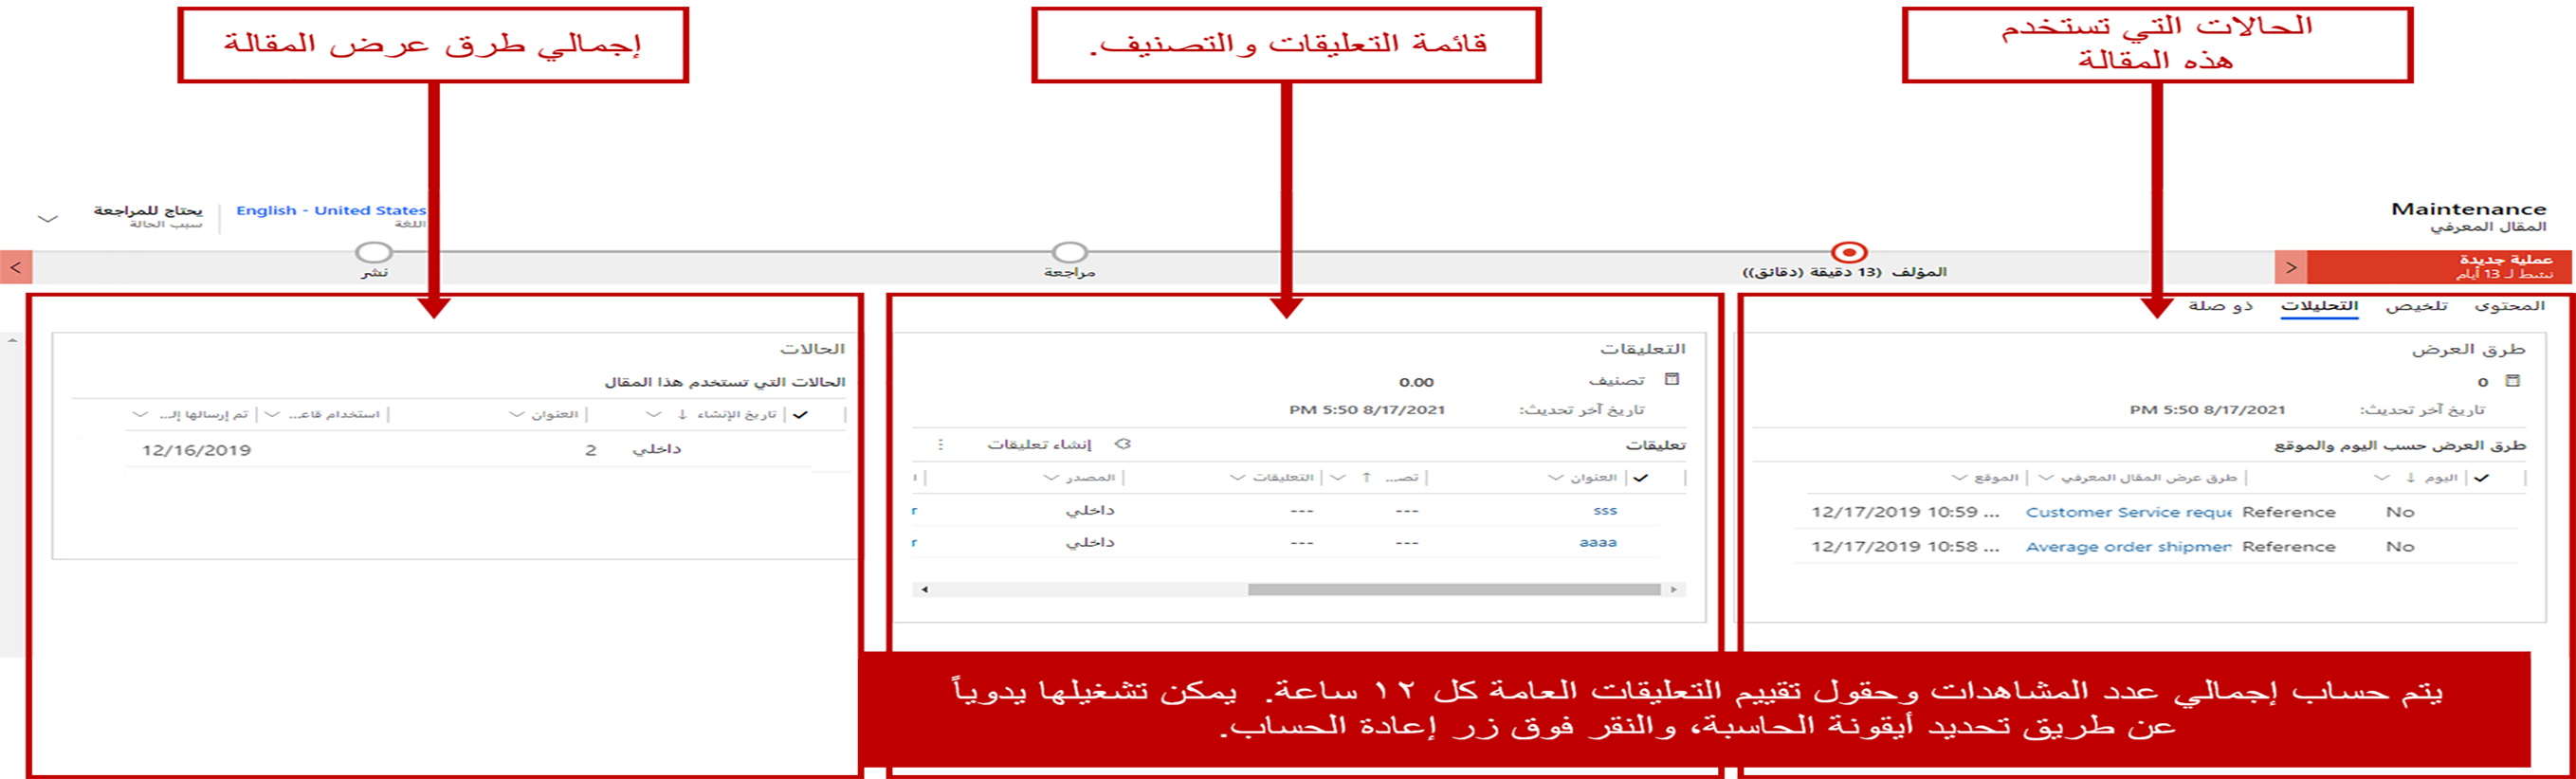 الحالات التي تستخدم
هذه المقالة
قائمة التعليقات والتصنيف.
إجمالي طرق عرض المقالة
Maintenance
المقال المعرفي
English - United States
اللغة
يحتاج للمراجعة
سبب الحالة
عملية جديدة
نشط لـ 13 أيام
المؤلف (13 دقيقة (دقائق))
مراجعة
نشر
المحتوى تلخيص التحليلات ذو صلة
طرق العرض
0
تاريخ آخر تحديث: PM 5:50 8/17/2021
طرق العرض حسب اليوم والموقع
اليوم طرق عرض المقال المعرفي الموقع
12/17/2019 10:59 ... Customer Service reque Reference No
12/17/2019 10:58 ... Average order shipmen Reference No
التعليقات
تصنيف 0.00
تاريخ آخر تحديث: PM 5:50 8/17/2021
تعليقات إنشاء تعليقات
العنوان تصـ... التعليقات المصدر ا
sss --- --- داخلي r
aaaa --- --- داخلي r
الحالات
الحالات التي تستخدم هذا المقال
تاريخ الإنشاء العنوان استخدام قاعـ... تم إرسالها إلـ...
داخلي 2 12/16/2019
يتم حساب إجمالي عدد المشاهدات وحقول تقييم التعليقات العامة كل ١٢ ساعة. يمكن تشغيلها يدوياً
عن طريق تحديد أيقونة الحاسبة، والنقر فوق زر إعادة الحساب.